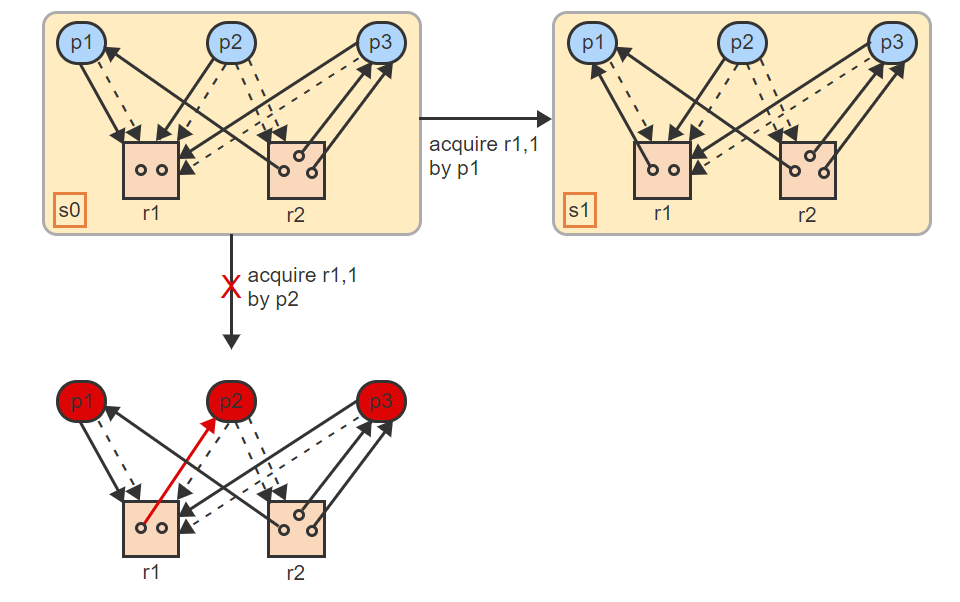 p1 p2 p3
s0 r1 r2
acquire r1,1
by p1
p1 p2 p3
s1 r1 r2
acquire r1,1
by p2
X
p1 p2 p3
r1 r2